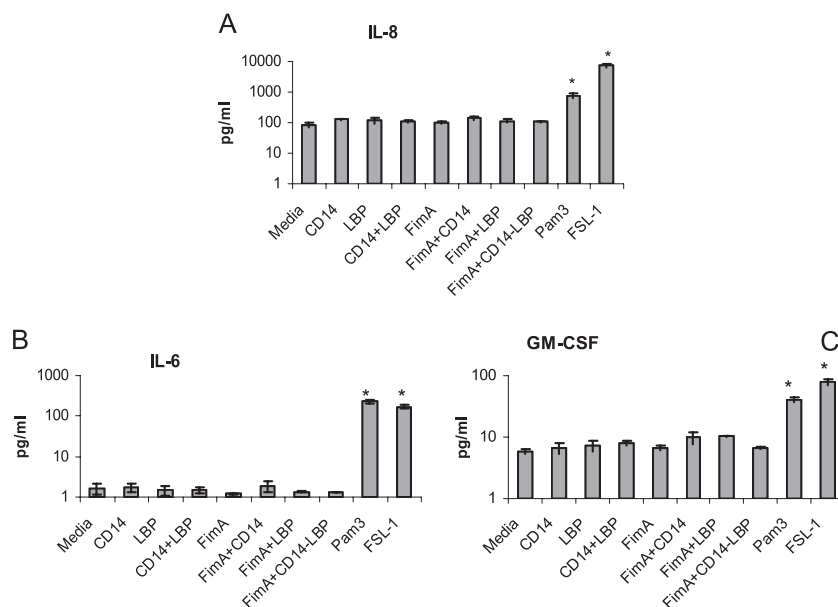 A
IL-8
pg/ml
10000
1000
100
10
1
* *
Media
CD14
LBP
CD14+LBP
FimA
FimA+CD14
FimA+LBP
FimA+CD14-LBP
Pam3
FSL-1
B
IL-6
pg/ml
1000
100
10
1
* *
Media
CD14
LBP
CD14+LBP
FimA
FimA+CD14
FimA+LBP
FimA+CD14-LBP
Pam3
FSL-1
GM-CSF
C
pg/ml
100
10
1
* *
Media
CD14
LBP
CD14+LBP
FimA
FimA+CD14
FimA+LBP
FimA+CD14-LBP
Pam3
FSL-1